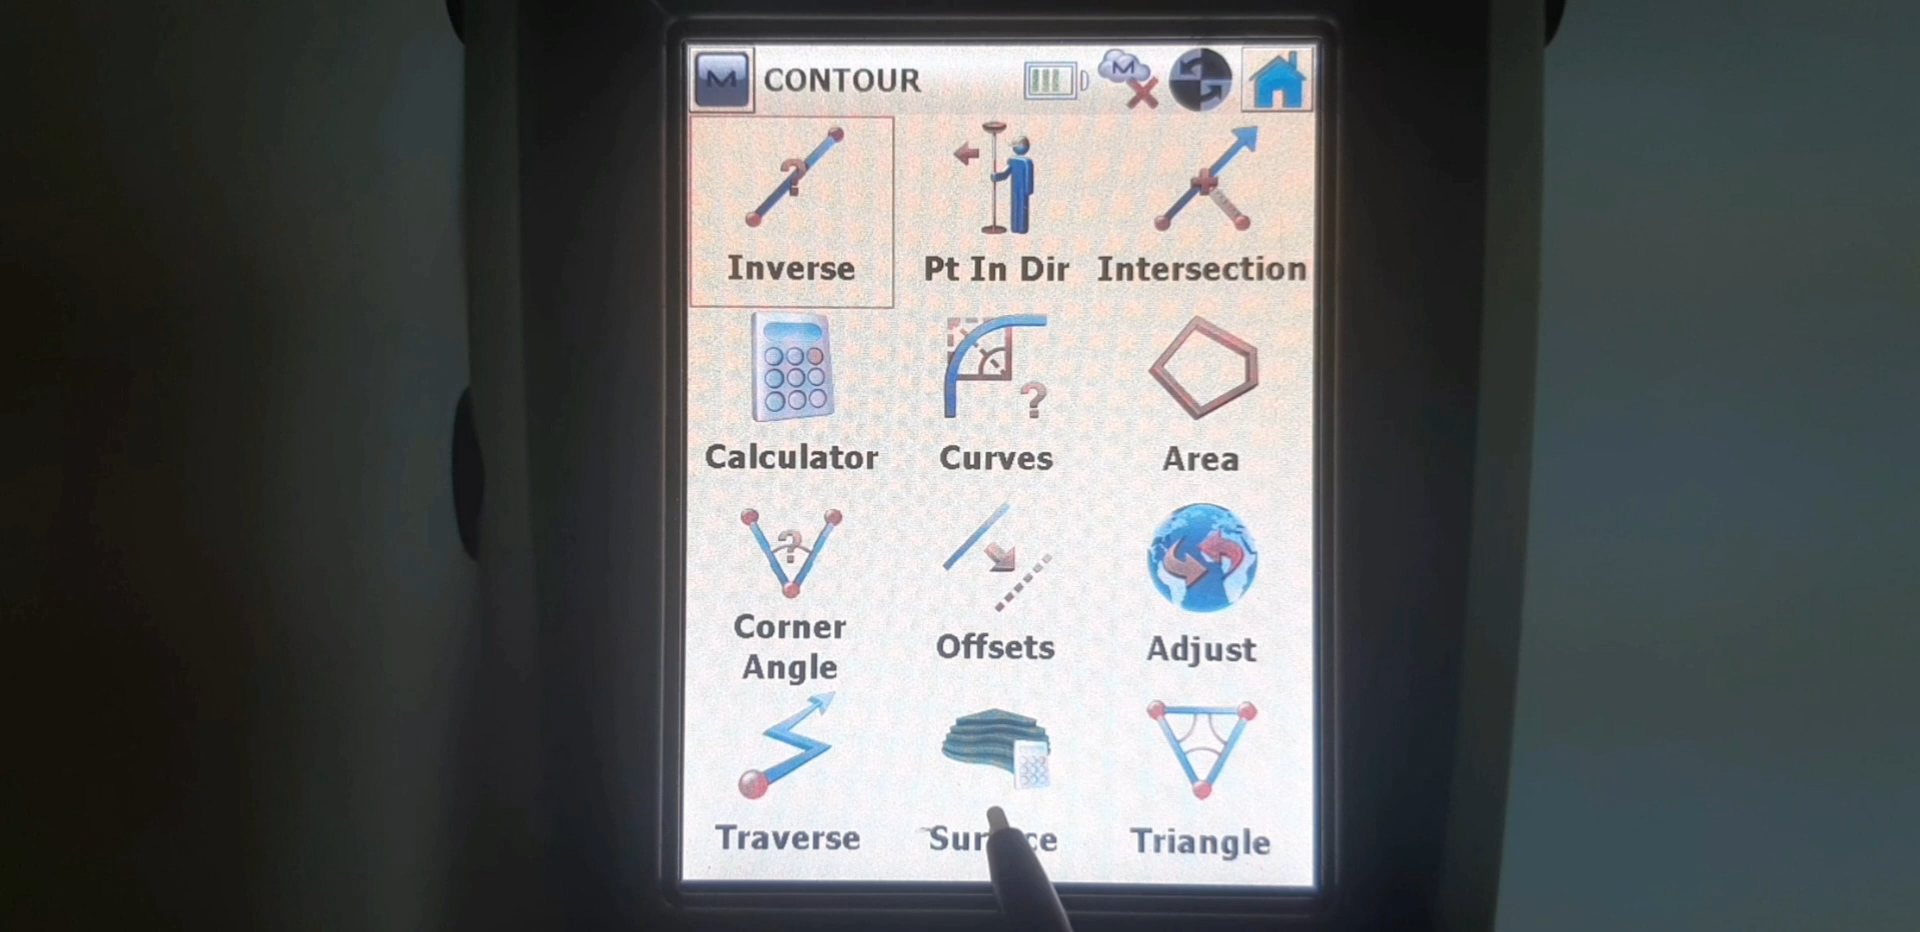 CONTOUR
Inverse
Pt In Dir
Intersection
Calculator
Curves
Area
Corner
Angle
Offsets
Adjust
Traverse
Triangle